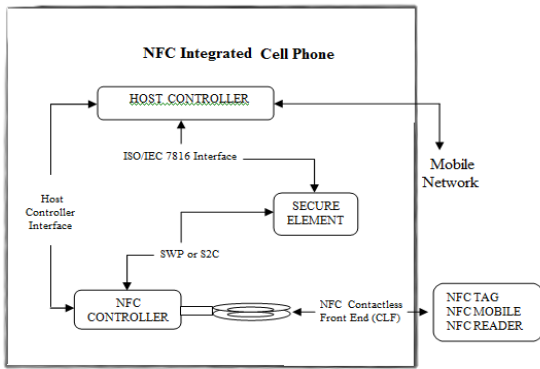 NFC Integrated Cell Phone
HOST CONTROLLER
ISO/IEC 7816 Interface
Mobile
Network
Host
Controller
Interface
SECURE
ELEMENT
SWP or S2C
NFC
CONTROLLER
NFC Contactless
Front End (CLF)
NFC TAG
NFC MOBILE
NFC READER